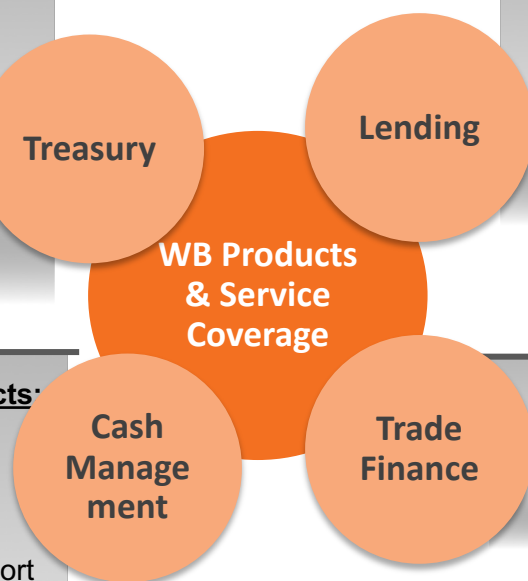 Treasury
Lending
WB Products
& Service
Coverage
cts:
Cash
Manage
ment
Trade
Finance
ort